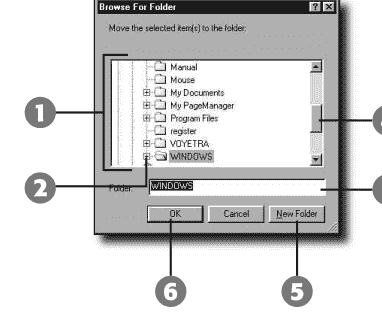 Browse For Folder
Move the selected item(s) to the folder:
Manual
Mouse
My Documents
My PageManager
Program Files
register
VOYETRA
WINDOWS
Folder: WINDOWS
OK Cancel New Folder
1
2
6
5